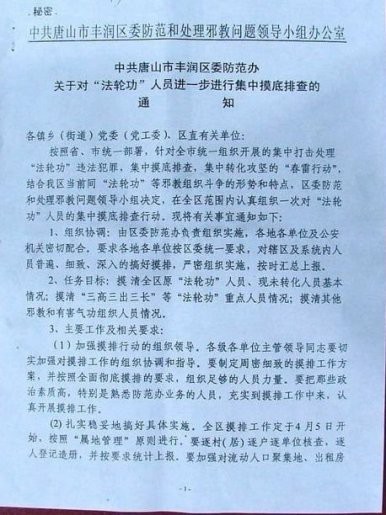 秘密
中共唐山市丰润区委防范和处理邪教问题领导小组办公室
中共唐山市丰润区委防范办
关于对“法轮功”人员进一步进行集中摸底排查的
通 知
各镇乡（街道）党委（党工委）、区直有关单位：
按照省、市统一部署，针对全市统一组织开展的集中打击处理
“法轮功”违法犯罪，集中摸底排查，集中转化攻坚的“春雷行动”，
结合我区当前同“法轮功”等邪教组织斗争的形势和特点，区委防范
和处理邪教问题领导小组决定，在全区范围内认真组织一次对“法轮
功”人员的集中摸底排查行动。现将有关事宜通知如下：
1、组织协调：由区委防范办负责组织实施，各地各单位及公安
机关密切配合。要求各地各单位按区委统一要求，对辖区及系统内人
员普遍、细致、深入的搞好摸排，严密组织实施，按时汇总上报。
2、任务目标：摸清全区原“法轮功”人员、现未转化人员基本
情况；摸清“三高三出三长”等“法轮功”重点人员情况；摸清其他
邪教和有害气功组织人员情况。
3、主要工作及相关要求：
(1)加强摸排行动的组织领导。各级各单位主管领导同志要切
实加强对摸排工作的组织协调和指导。要制定周密细致的摸排工作方
案，并按照全面彻底摸排的要求，组织足够的人员力量。要把那些政
治素质高，特别是熟悉防范办业务的人员，充实到摸排工作中来，认
真开展摸排工作。
(2)扎实稳妥地搞好具体实施。全区摸排工作定于4月5日开
始，按照“属地管理”原则进行，要逐村(居)逐户逐单位核查，逐
人登记造册，并按要求统计上报。要加强对流动人口聚集地、出租房
-1-